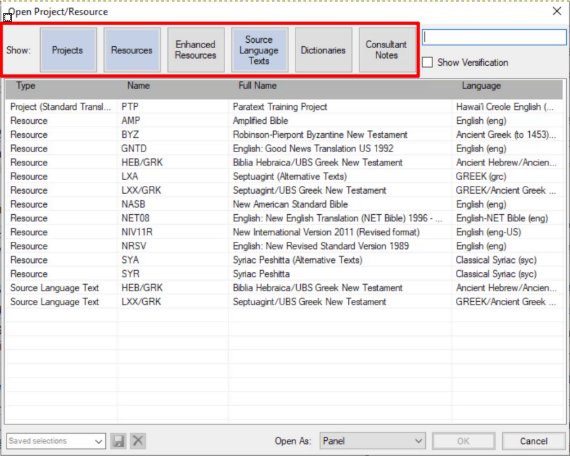 Open Project/Resource
Show: Projects Resources Enhanced Resources Source Language Texts Dictionaries Consultant Notes
Show Versification
Type Name Full Name Language
Project (Standard Transl... PTP Paratext Training Project Hawai'i Creole English (...
Resource AMP Amplified Bible English (eng)
Resource BYZ Robinson-Pierpont Byzantine New Testament Ancient Greek (to 1453)...
Resource GNTD English: Good News Translation US 1992 English (eng)
Resource HEB/GRK Biblia Hebraica/UBS Greek New Testament Ancient Hebrew/Ancien...
Resource LXA Septuagint (Alternative Texts) GREEK (grc)
Resource LXX/GRK Septuagint/UBS Greek New Testament GREEK/Ancient Greek ...
Resource NASB New American Standard Bible English (eng)
Resource NET08 English: New English Translation (NET Bible) 1996 - ... English-NET Bible (eng)
Resource NIV11R New International Version 2011 (Revised format) English (eng-US)
Resource NRSV English: New Revised Standard Version 1989 English (eng)
Resource SYA Syriac Peshitta (Alternative Texts) Classical Syriac (syc)
Resource SYR Syriac Peshitta Classical Syriac (syc)
Source Language Text HEB/GRK Biblia Hebraica/UBS Greek New Testament Ancient Hebrew/Ancien...
Source Language Text LXX/GRK Septuagint/UBS Greek New Testament GREEK/Ancient Greek ...
Saved selections Open As: Panel OK Cancel